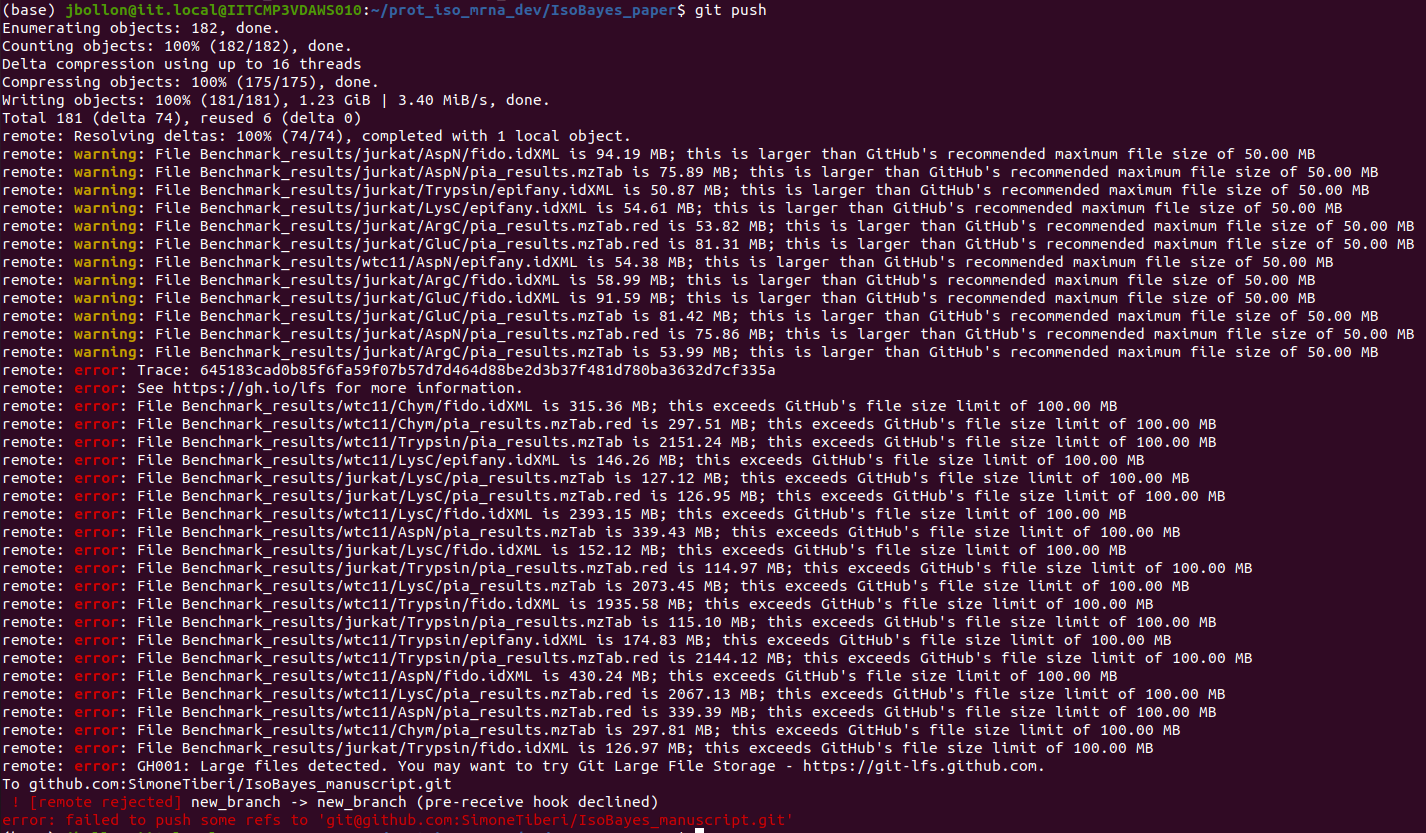 (base) jbollon@iit.local@IITCMP3VDAWS010:~/prot_iso_mrna_dev/IsoBayes_paper$ git push
Enumerating objects: 182, done.
Counting objects: 100% (182/182), done.
Delta compression using up to 16 threads
Compressing objects: 100% (175/175), done.
Writing objects: 100% (181/181), 1.23 GiB | 3.40 MiB/s, done.
Total 181 (delta 74), reused 6 (delta 0)
remote: Resolving deltas: 100% (74/74), completed with 1 local object.
remote: warning: File Benchmark_results/jurkat/AspN/fido.idXML is 94.19 MB; this is larger than GitHub's recommended maximum file size of 50.00 MB
remote: warning: File Benchmark_results/jurkat/AspN/pia_results.mzTab is 75.89 MB; this is larger than GitHub's recommended maximum file size of 50.00 MB
remote: warning: File Benchmark_results/jurkat/Trypsin/epifany.idXML is 50.87 MB; this is larger than GitHub's recommended maximum file size of 50.00 MB
remote: warning: File Benchmark_results/jurkat/LysC/epifany.idXML is 54.61 MB; this is larger than GitHub's recommended maximum file size of 50.00 MB
remote: warning: File Benchmark_results/jurkat/ArgC/pia_results.mzTab.red is 53.82 MB; this is larger than GitHub's recommended maximum file size of 50.00 MB
remote: warning: File Benchmark_results/jurkat/GluC/pia_results.mzTab.red is 81.31 MB; this is larger than GitHub's recommended maximum file size of 50.00 MB
remote: warning: File Benchmark_results/wtc11/AspN/epifany.idXML is 54.38 MB; this is larger than GitHub's recommended maximum file size of 50.00 MB
remote: warning: File Benchmark_results/jurkat/ArgC/fido.idXML is 58.99 MB; this is larger than GitHub's recommended maximum file size of 50.00 MB
remote: warning: File Benchmark_results/jurkat/GluC/fido.idXML is 91.59 MB; this is larger than GitHub's recommended maximum file size of 50.00 MB
remote: warning: File Benchmark_results/jurkat/GluC/pia_results.mzTab is 81.42 MB; this is larger than GitHub's recommended maximum file size of 50.00 MB
remote: warning: File Benchmark_results/jurkat/AspN/pia_results.mzTab.red is 75.86 MB; this is larger than GitHub's recommended maximum file size of 50.00 MB
remote: warning: File Benchmark_results/jurkat/ArgC/pia_results.mzTab is 53.99 MB; this is larger than GitHub's recommended maximum file size of 50.00 MB
remote: error: Trace: 645183cad0b85f6fa59f07b57d7d464d88be2d3b37f481d780ba3632d7cf335a
remote: error: See https://gh.io/lfs for more information.
remote: error: File Benchmark_results/wtc11/Chym/fido.idXML is 315.36 MB; this exceeds GitHub's file size limit of 100.00 MB
remote: error: File Benchmark_results/wtc11/Chym/pia_results.mzTab.red is 297.51 MB; this exceeds GitHub's file size limit of 100.00 MB
remote: error: File Benchmark_results/wtc11/Trypsin/pia_results.mzTab is 2151.24 MB; this exceeds GitHub's file size limit of 100.00 MB
remote: error: File Benchmark_results/wtc11/LysC/epifany.idXML is 146.26 MB; this exceeds GitHub's file size limit of 100.00 MB
remote: error: File Benchmark_results/jurkat/LysC/pia_results.mzTab is 127.12 MB; this exceeds GitHub's file size limit of 100.00 MB
remote: error: File Benchmark_results/jurkat/LysC/pia_results.mzTab.red is 126.95 MB; this exceeds GitHub's file size limit of 100.00 MB
remote: error: File Benchmark_results/wtc11/LysC/fido.idXML is 2393.15 MB; this exceeds GitHub's file size limit of 100.00 MB
remote: error: File Benchmark_results/wtc11/AspN/pia_results.mzTab is 339.43 MB; this exceeds GitHub's file size limit of 100.00 MB
remote: error: File Benchmark_results/jurkat/LysC/fido.idXML is 152.12 MB; this exceeds GitHub's file size limit of 100.00 MB
remote: error: File Benchmark_results/jurkat/Trypsin/pia_results.mzTab.red is 114.97 MB; this exceeds GitHub's file size limit of 100.00 MB
remote: error: File Benchmark_results/wtc11/LysC/pia_results.mzTab is 2073.45 MB; this exceeds GitHub's file size limit of 100.00 MB
remote: error: File Benchmark_results/wtc11/Trypsin/fido.idXML is 1935.58 MB; this exceeds GitHub's file size limit of 100.00 MB
remote: error: File Benchmark_results/jurkat/Trypsin/pia_results.mzTab is 115.10 MB; this exceeds GitHub's file size limit of 100.00 MB
remote: error: File Benchmark_results/wtc11/Trypsin/epifany.idXML is 174.83 MB; this exceeds GitHub's file size limit of 100.00 MB
remote: error: File Benchmark_results/wtc11/Trypsin/pia_results.mzTab.red is 2144.12 MB; this exceeds GitHub's file size limit of 100.00 MB
remote: error: File Benchmark_results/wtc11/AspN/fido.idXML is 430.24 MB; this exceeds GitHub's file size limit of 100.00 MB
remote: error: File Benchmark_results/wtc11/LysC/pia_results.mzTab.red is 2067.13 MB; this exceeds GitHub's file size limit of 100.00 MB
remote: error: File Benchmark_results/wtc11/AspN/pia_results.mzTab.red is 339.39 MB; this exceeds GitHub's file size limit of 100.00 MB
remote: error: File Benchmark_results/wtc11/Chym/pia_results.mzTab is 297.81 MB; this exceeds GitHub's file size limit of 100.00 MB
remote: error: File Benchmark_results/jurkat/Trypsin/fido.idXML is 126.97 MB; this exceeds GitHub's file size limit of 100.00 MB
remote: error: GH001: Large files detected. You may want to try Git Large File Storage - https://git-lfs.github.com.
To github.com:SimoneTiberi/IsoBayes_manuscript.git
! [remote rejected] new_branch -> new_branch (pre-receive hook declined)
error: failed to push some refs to 'git@github.com:SimoneTiberi/IsoBayes_manuscript.git'